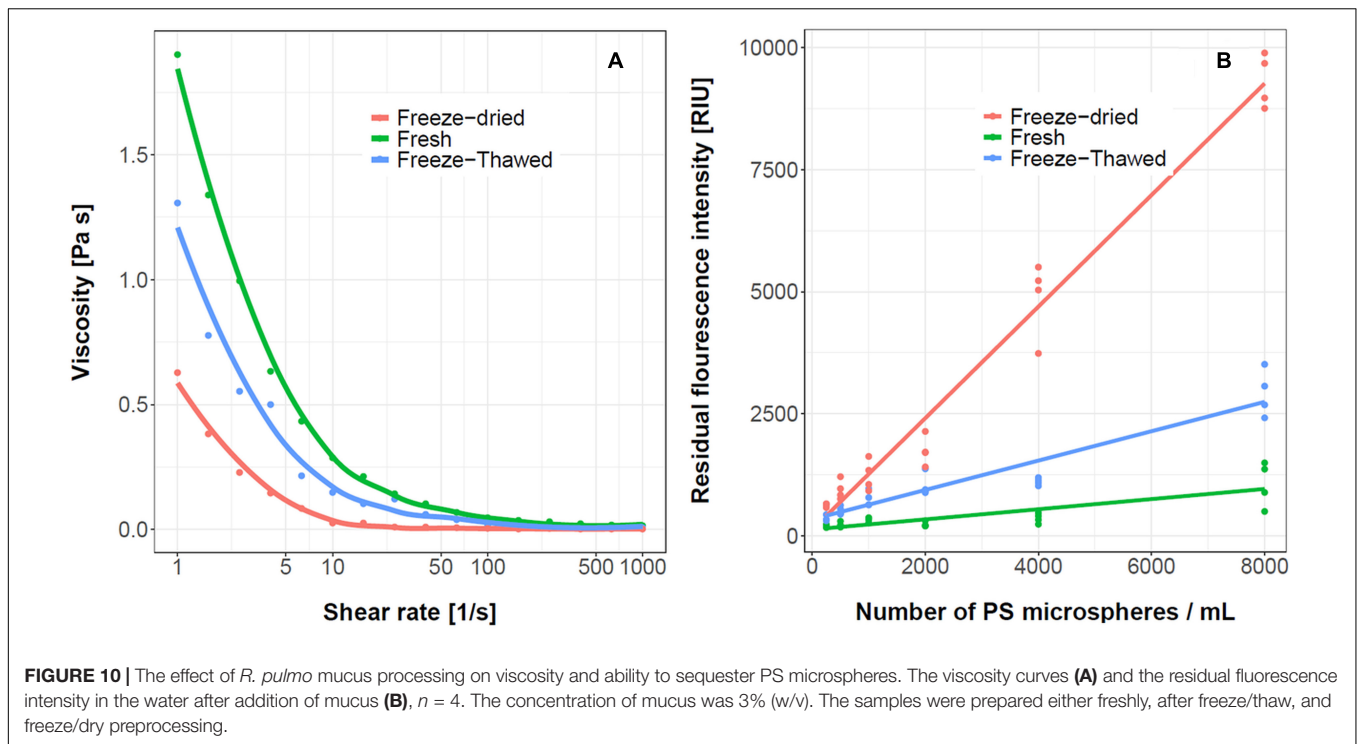 A
Freeze-dried
Fresh
Freeze-Thawed
1.5
1.0
0.5
0.0
Viscosity [Pa s]
1 5 10 50 100 500 1000
Shear rate [1/s]
B
Freeze-dried
Fresh
Freeze-Thawed
10000
7500
5000
2500
0
Residual flourescence intensity [RIU]
0 2000 4000 6000 8000
Number of PS microspheres / mL
FIGURE 10 | The effect of R. pulmo mucus processing on viscosity and ability to sequester PS microspheres. The viscosity curves (A) and the residual fluorescence
intensity in the water after addition of mucus (B), n = 4. The concentration of mucus was 3% (w/v). The samples were prepared either freshly, after freeze/thaw, and
freeze/dry preprocessing.